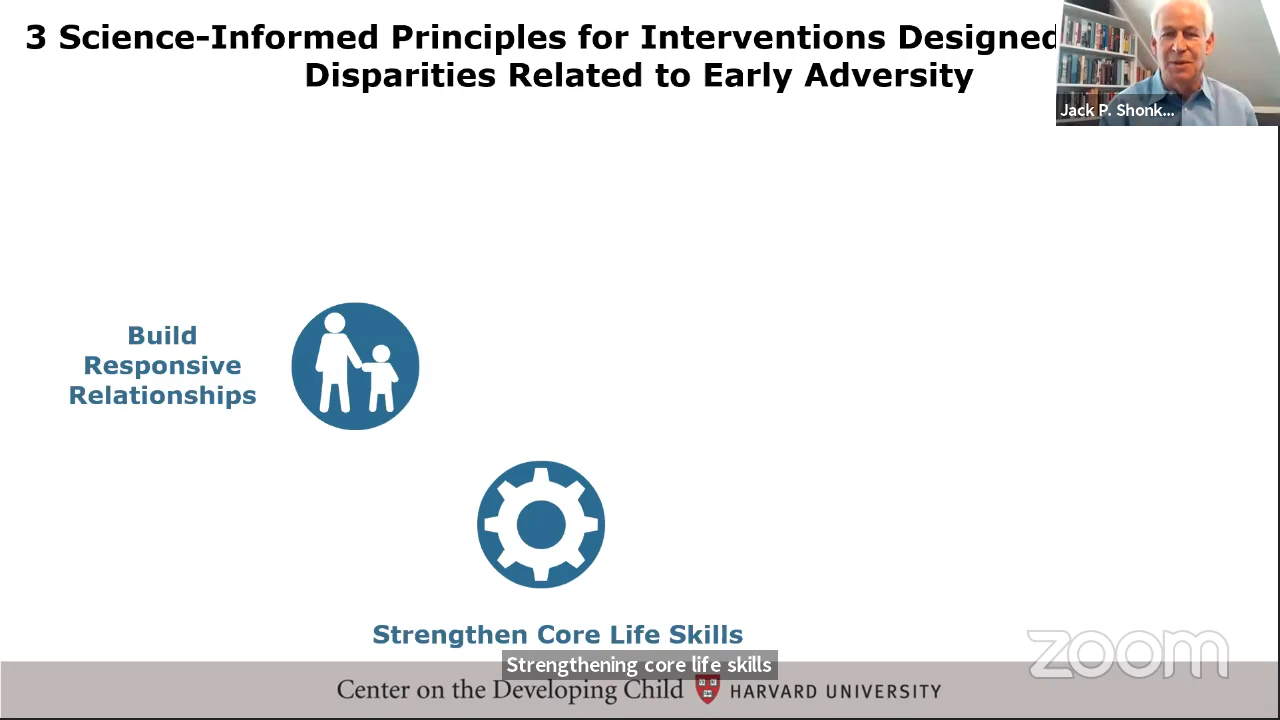 3 Science-Informed Principles for Interventions Designed
Disparities Related to Early Adversity
Jack P. Shonk...
Build
Responsive
Relationships
Strengthen Core Life Skills
Strengthening core life skills
zoom
Center on the Developing Child HARVARD UNIVERSITY